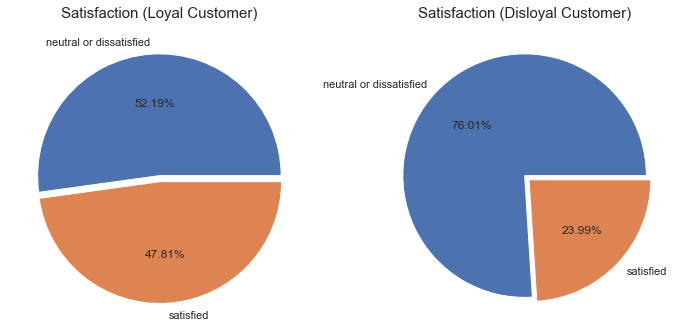 Satisfaction (Loyal Customer)
neutral or dissatisfied
52.19%
47.81%
satisfied
Satisfaction (Disloyal Customer)
neutral or dissatisfied
76.01%
23.99%
satisfied